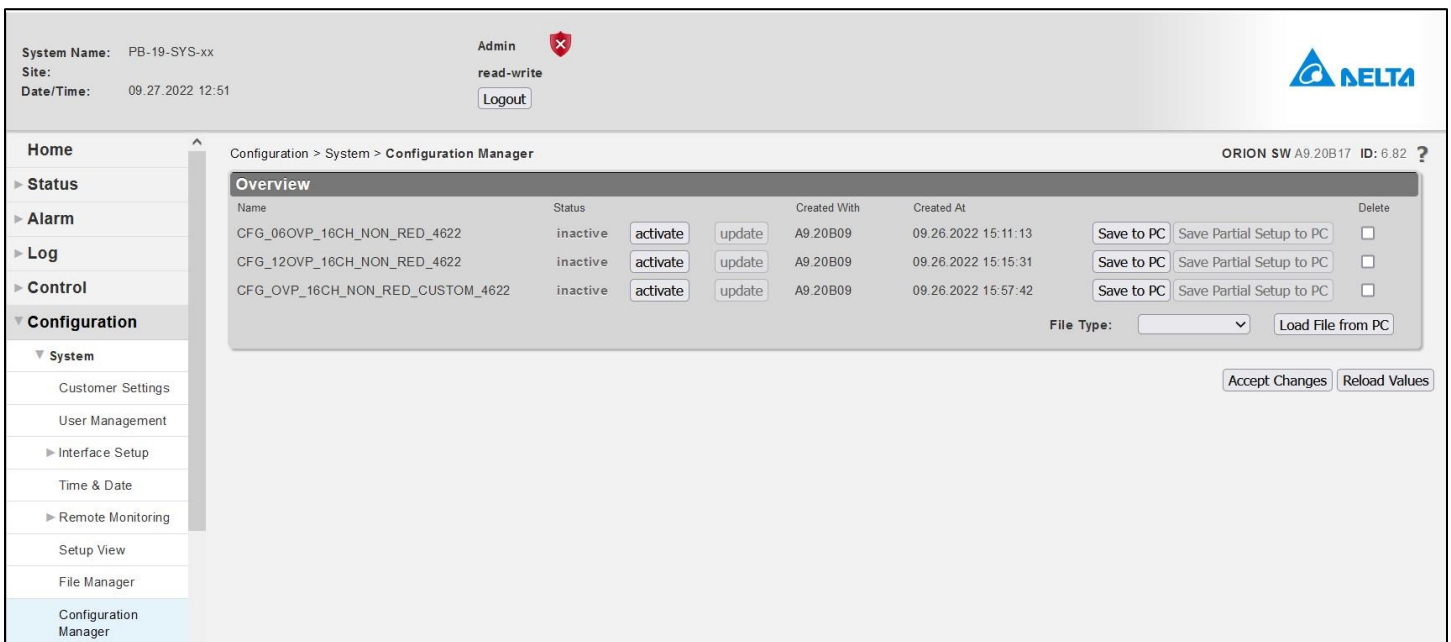 System Name: PB-19-SYS-xx
Site:
Date/Time: 09.27.2022 12:51
Admin
read-write
Logout
DELTA
Home
Status
Alarm
Log
Control
Configuration
System
Customer Settings
User Management
Interface Setup
Time & Date
Remote Monitoring
Setup View
File Manager
Configuration
Manager
Configuration > System > Configuration Manager
ORION SW A9.20B17 ID: 6.82 ?
Overview
Name Status Created With Created At Delete
CFG_06OVP_16CH_NON_RED_4622 inactive activate update A9.20B09 09.26.2022 15:11:13 Save to PC Save Partial Setup to PC
CFG_12OVP_16CH_NON_RED_4622 inactive activate update A9.20B09 09.26.2022 15:15:31 Save to PC Save Partial Setup to PC
CFG_OVP_16CH_NON_RED_CUSTOM_4622 inactive activate update A9.20B09 09.26.2022 15:57:42 Save to PC Save Partial Setup to PC
File Type: Load File from PC
Accept Changes Reload Values